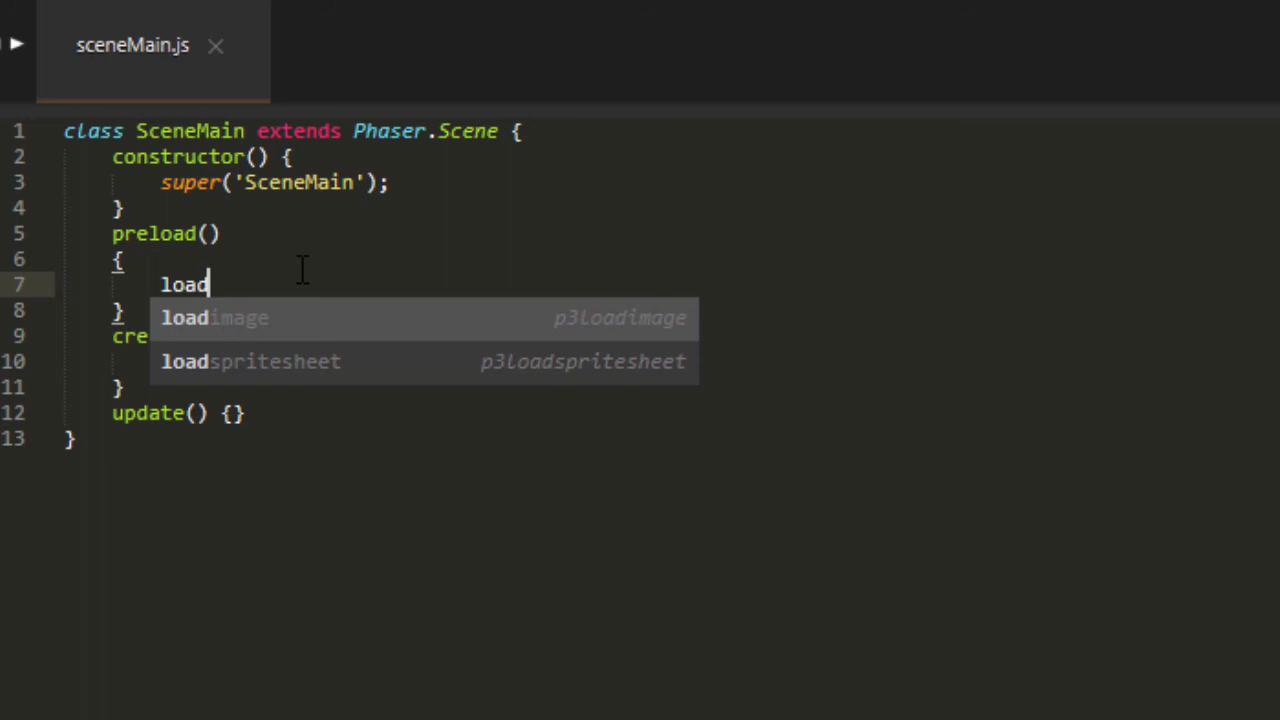 sceneMain.js ×
1 class SceneMain extends Phaser.Scene {
2 constructor() {
3 super('SceneMain');
4 }
5 preload()
6 {
7 load
loadimage p3loadimage
8 }
9 cre
loadspritesheet p3loadspritesheet
10
11 }
12 update() {}
13 }